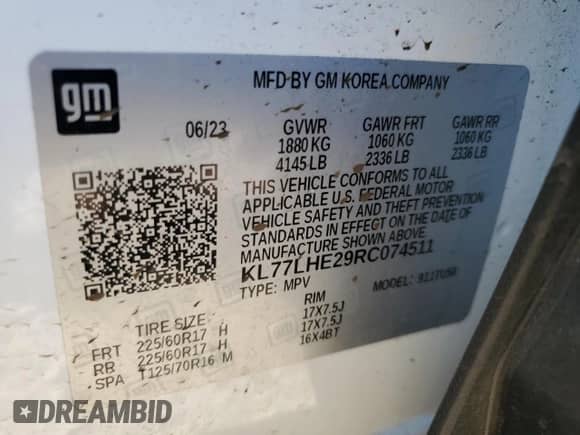 gm
MFD BY GM KOREA COMPANY
06/23 GVWR GAWR FRT GAWR RR
1880 KG 1060 KG 1060 KG
4145 LB 2336 LB 2336 LB
THIS VEHICLE CONFORMS TO ALL
APPLICABLE U.S. FEDERAL MOTOR
VEHICLE SAFETY AND THEFT PREVENTION
STANDARDS IN EFFECT ON THE DATE OF
MANUFACTURE SHOWN ABOVE.
KL77LHE29RC074511
TYPE: MPV MODEL:
TIRE SIZE RIM
FRT 225/60R17 H 17X7.5J
RR 225/60R17 H 17X7.5J
SPA T125/70R16 M 16X4BT
DREAMBID